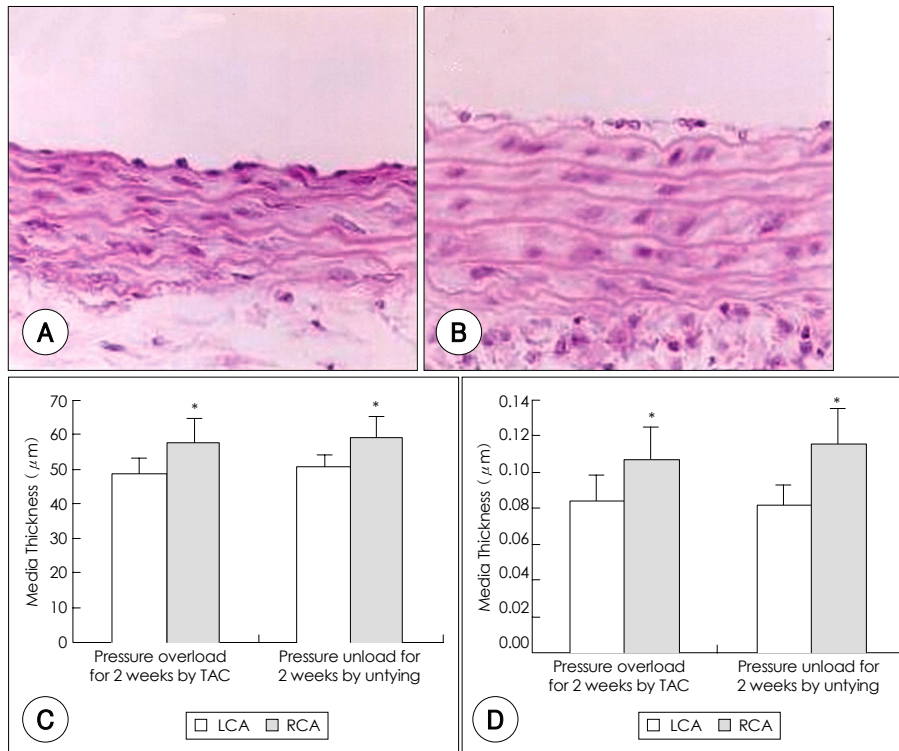 A
B
70
60
50
40
30
20
10
0
Media Thickness ( μm)
*
*
Pressure overload
for 2 weeks by TAC
Pressure unload for
2 weeks by untying
C
LCA RCA
0.14
0.12
0.10
0.08
0.06
0.04
0.02
0.00
Media Thickness ( μm)
*
*
Pressure overload
for 2 weeks by TAC
Pressure unload for
2 weeks by untying
D
LCA RCA